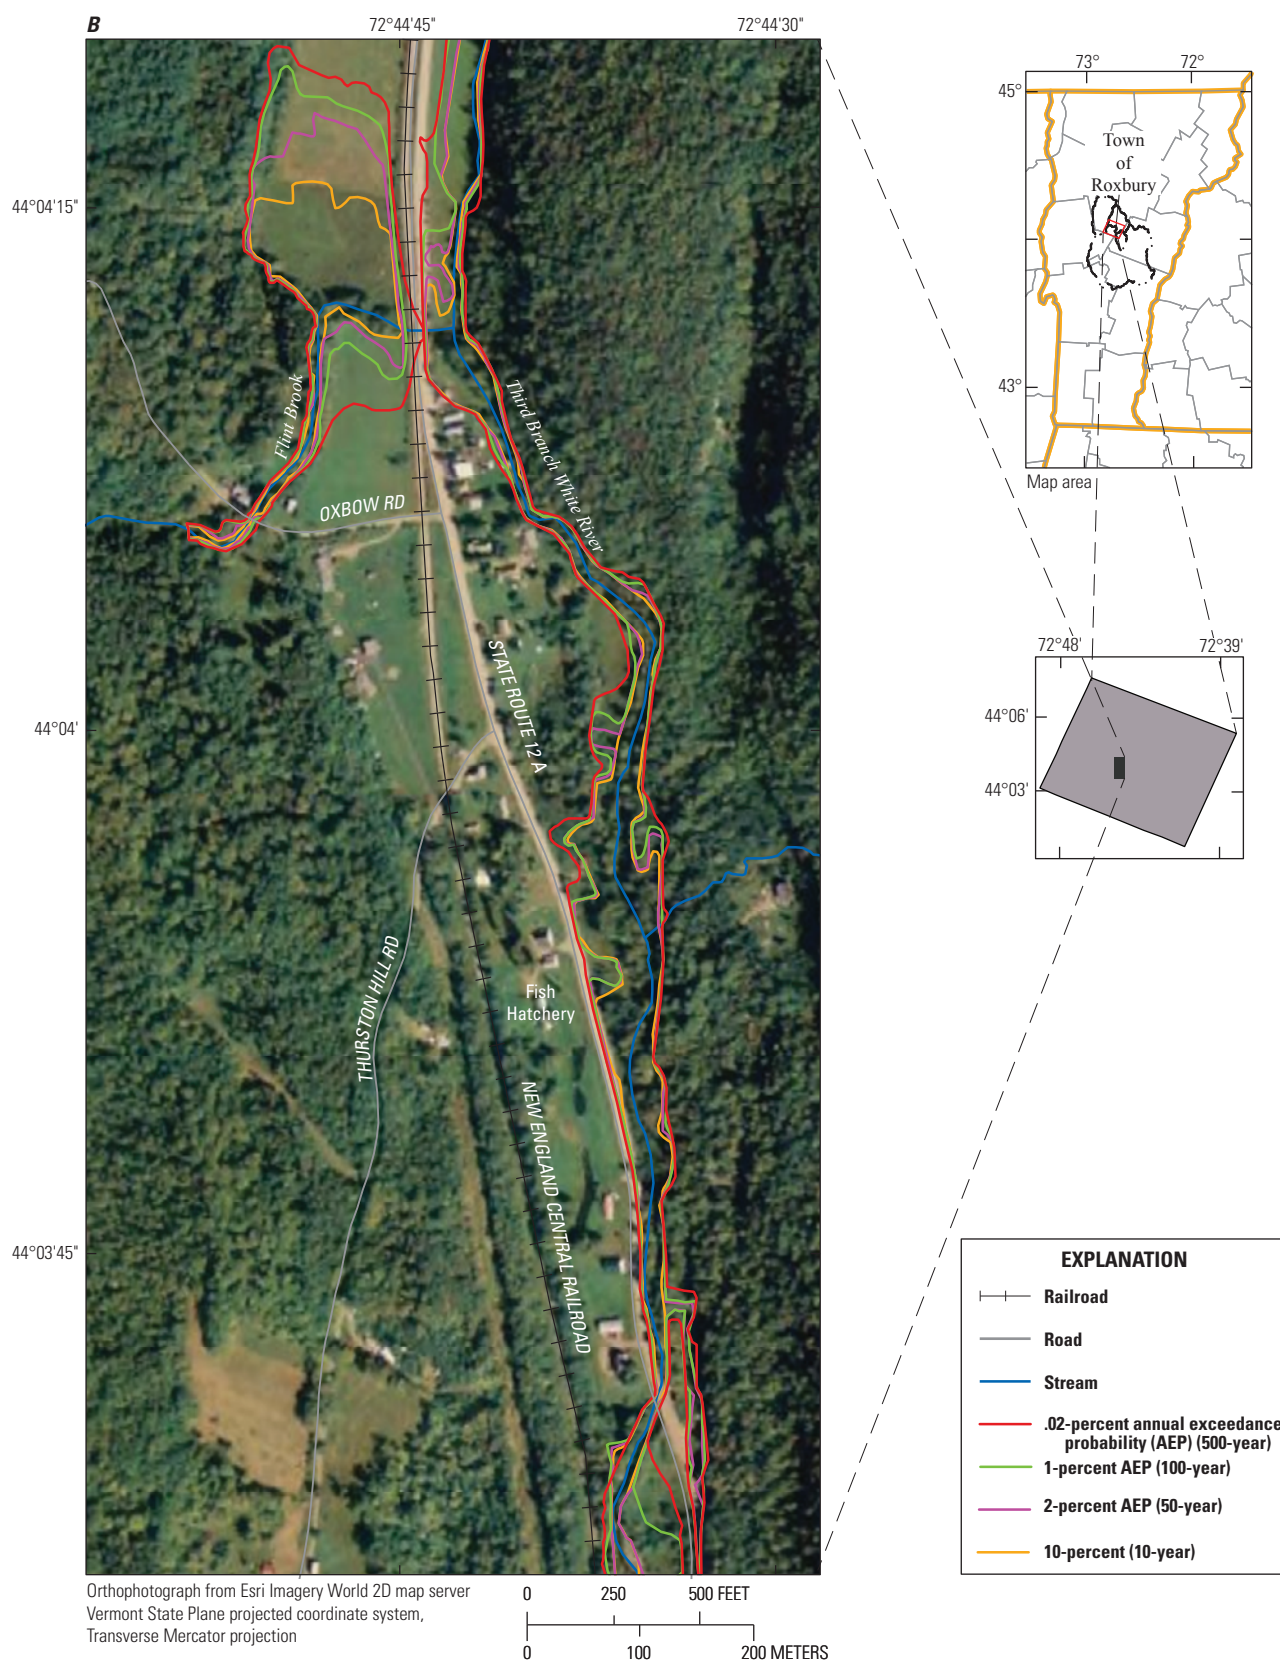 B
72°44'45"
72°44'30"
44°04'15"
44°04'
44°03'45"
Flint Brook
Third Branch White River
OXBOW RD
STATE ROUTE 12 A
THURSTON HILL RD
Fish
Hatchery
NEW ENGLAND CENTRAL RAILROAD
73°
72°
45°
43°
Town
of
Roxbury
Map area
72°48'
72°39'
44°06'
44°03'
EXPLANATION
Railroad
Road
Stream
.02-percent annual exceedance
probability (AEP) (500-year)
1-percent AEP (100-year)
2-percent AEP (50-year)
10-percent (10-year)
Orthophotograph from Esri Imagery World 2D map server
Vermont State Plane projected coordinate system,
Transverse Mercator projection
0 250 500 FEET
0 100 200 METERS